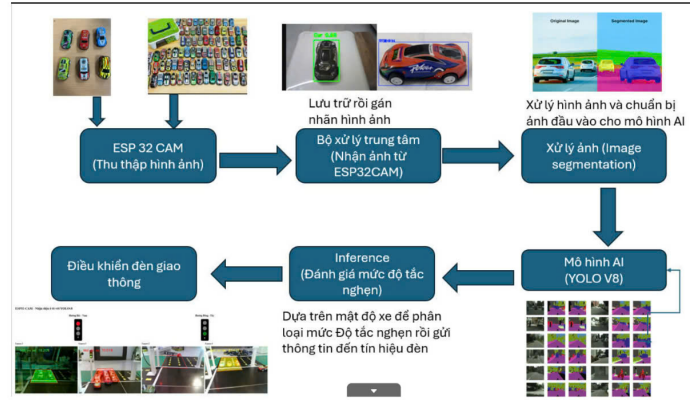 Original Image
Segmented Image
Lưu trữ rồi gán
nhãn hình ảnh
Xử lý hình ảnh và chuẩn bị
ảnh đầu vào cho mô hình AI
ESP 32 CAM
(Thu thập hình ảnh)
Bộ xử lý trung tâm
(Nhận ảnh từ
ESP32CAM)
Xử lý ảnh (Image
segmentation)
Điều khiển đèn giao
thông
Inference
(Đánh giá mức độ tắc
nghẹn)
Mô hình AI
(YOLO V8)
Dựa trên mật độ xe để phân
loại mức Độ tắc nghẹn rồi gửi
thông tin đến tín hiệu đèn